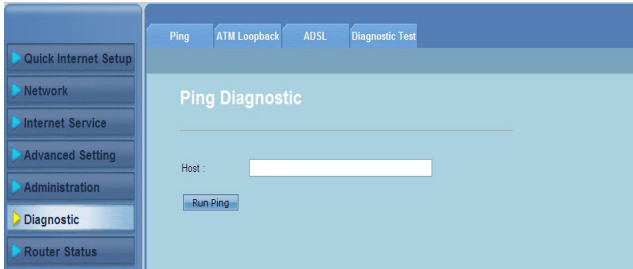 Ping
ATM Loopback
ADSL
Diagnostic Test
Quick Internet Setup
Network
Internet Service
Advanced Setting
Administration
Diagnostic
Router Status
Ping Diagnostic
Host :
Run Ping